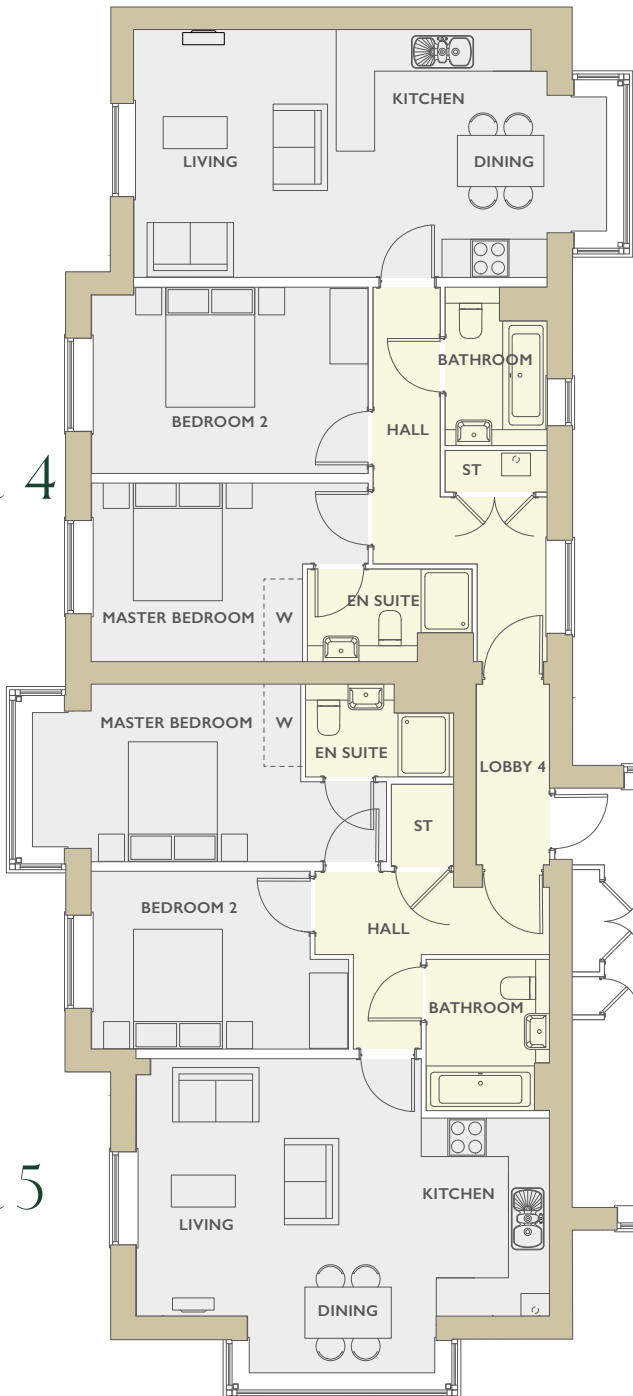 KITCHEN
LIVING
DINING
BATHROOM
BEDROOM 2
HALL
ST
4
MASTER BEDROOM
W
EN SUITE
MASTER BEDROOM
W
EN SUITE
LOBBY 4
ST
BEDROOM 2
HALL
BATHROOM
5
KITCHEN
LIVING
DINING